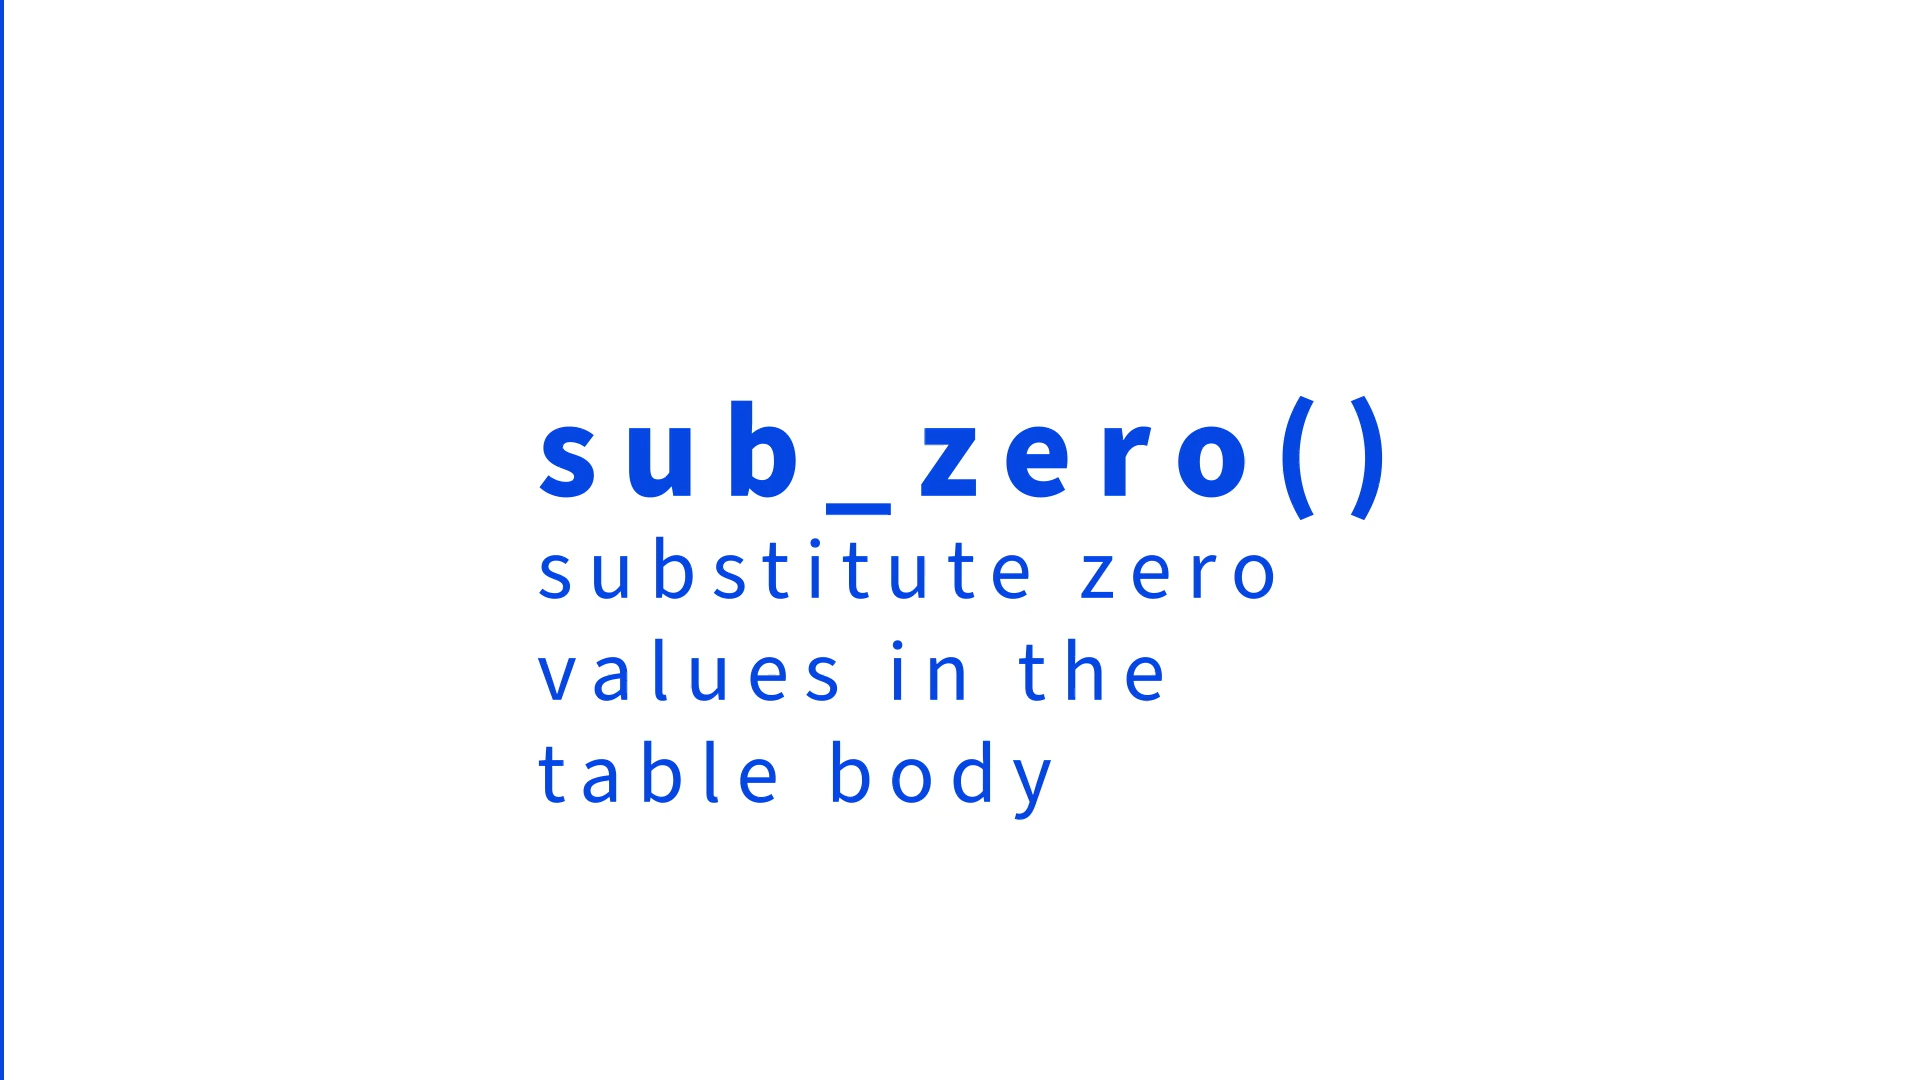 sub_zero()
substitute zero
values in the
table body